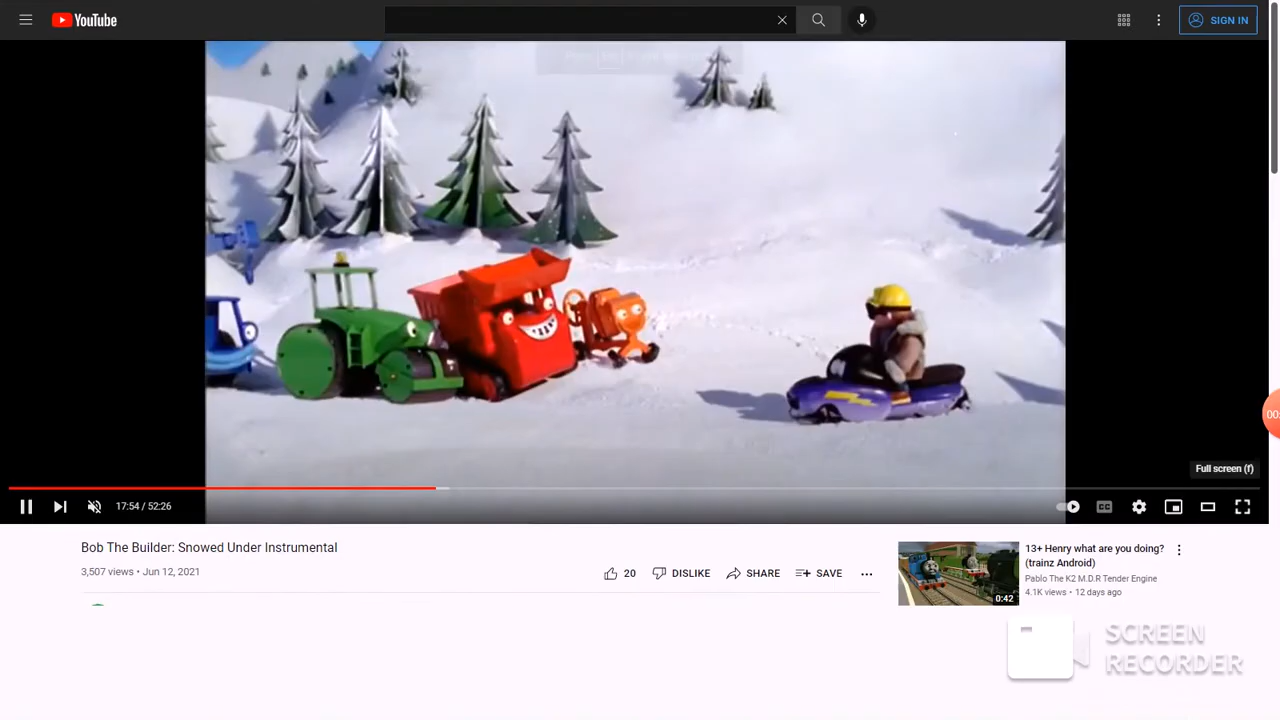 YouTube
SIGN IN
Full screen (f)
17:54 / 52:26
CC
Bob The Builder: Snowed Under Instrumental
3,507 views • Jun 12, 2021
20
DISLIKE
SHARE
SAVE
13+ Henry what are you doing?
(trainz Android)
Pablo The K2 M.D.R Tender Engine
4.1K views • 12 days ago
0:42
00:
SCREEN
RECORDER